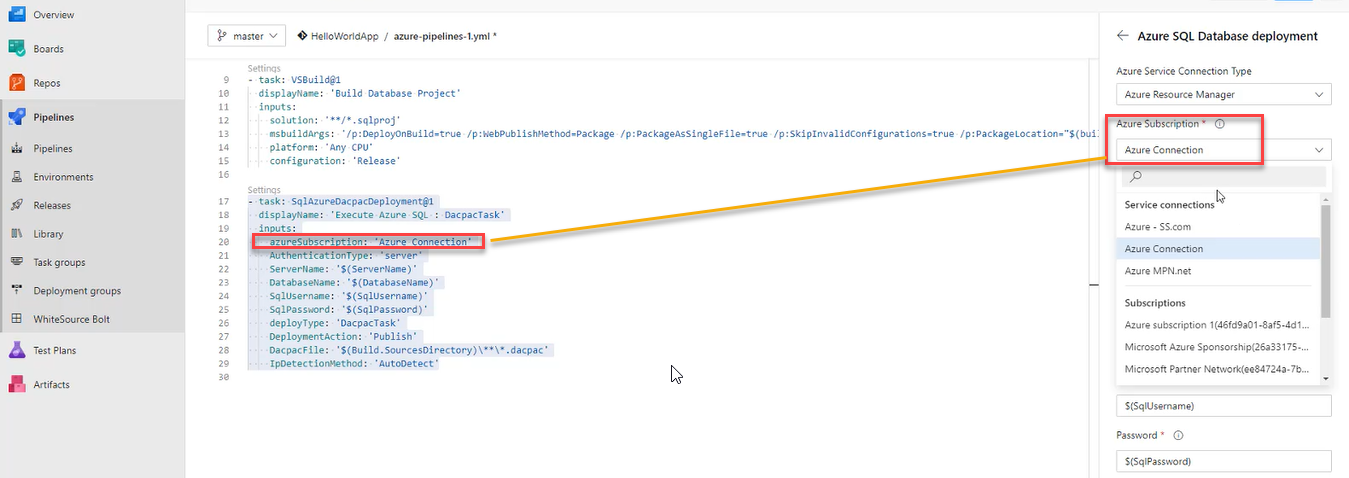 Overview
Boards
Repos
Pipelines
Pipelines
Environments
Releases
Library
Task groups
Deployment groups
WhiteSource Bolt
Test Plans
Artifacts
master
HelloWorldApp / azure-pipelines-1.yml *
Settings
9 - task: VSBuild@1
10 displayName: 'Build Database Project'
11 inputs:
12 solution: '**/*.sqlproj'
13 msbuildArgs: '/p:DeployOnBuild=true /p:WebPublishMethod=Package /p:PackageAsSingleFile=true /p:SkipInvalidConfigurations=true /p:PackageLocation="$(bui
14 platform: 'Any CPU'
15 configuration: 'Release'
16
Settings
17 - task: SqlAzureDacpacDeployment@1
18 displayName: 'Execute Azure SQL : DacpacTask'
19 inputs:
20 azureSubscription: 'Azure Connection'
21 AuthenticationType: 'server'
22 ServerName: '$(ServerName)'
23 DatabaseName: '$(DatabaseName)'
24 SqlUsername: '$(SqlUsername)'
25 SqlPassword: '$(SqlPassword)'
26 deployType: 'DacpacTask'
27 DeploymentAction: 'Publish'
28 DacpacFile: '$(Build.SourcesDirectory)\**\*.dacpac'
29 IpDetectionMethod: 'AutoDetect'
30
Azure SQL Database deployment
Azure Service Connection Type
Azure Resource Manager
Azure Subscription *
Azure Connection
Service connections
Azure - SS.com
Azure Connection
Azure MPN.net
Subscriptions
Azure subscription 1(46fd9a01-8af5-4d1...
Microsoft Azure Sponsorship(26a33175-...
Microsoft Partner Network(ee84724a-7b...
$(SqlUsername)
Password *
$(SqlPassword)